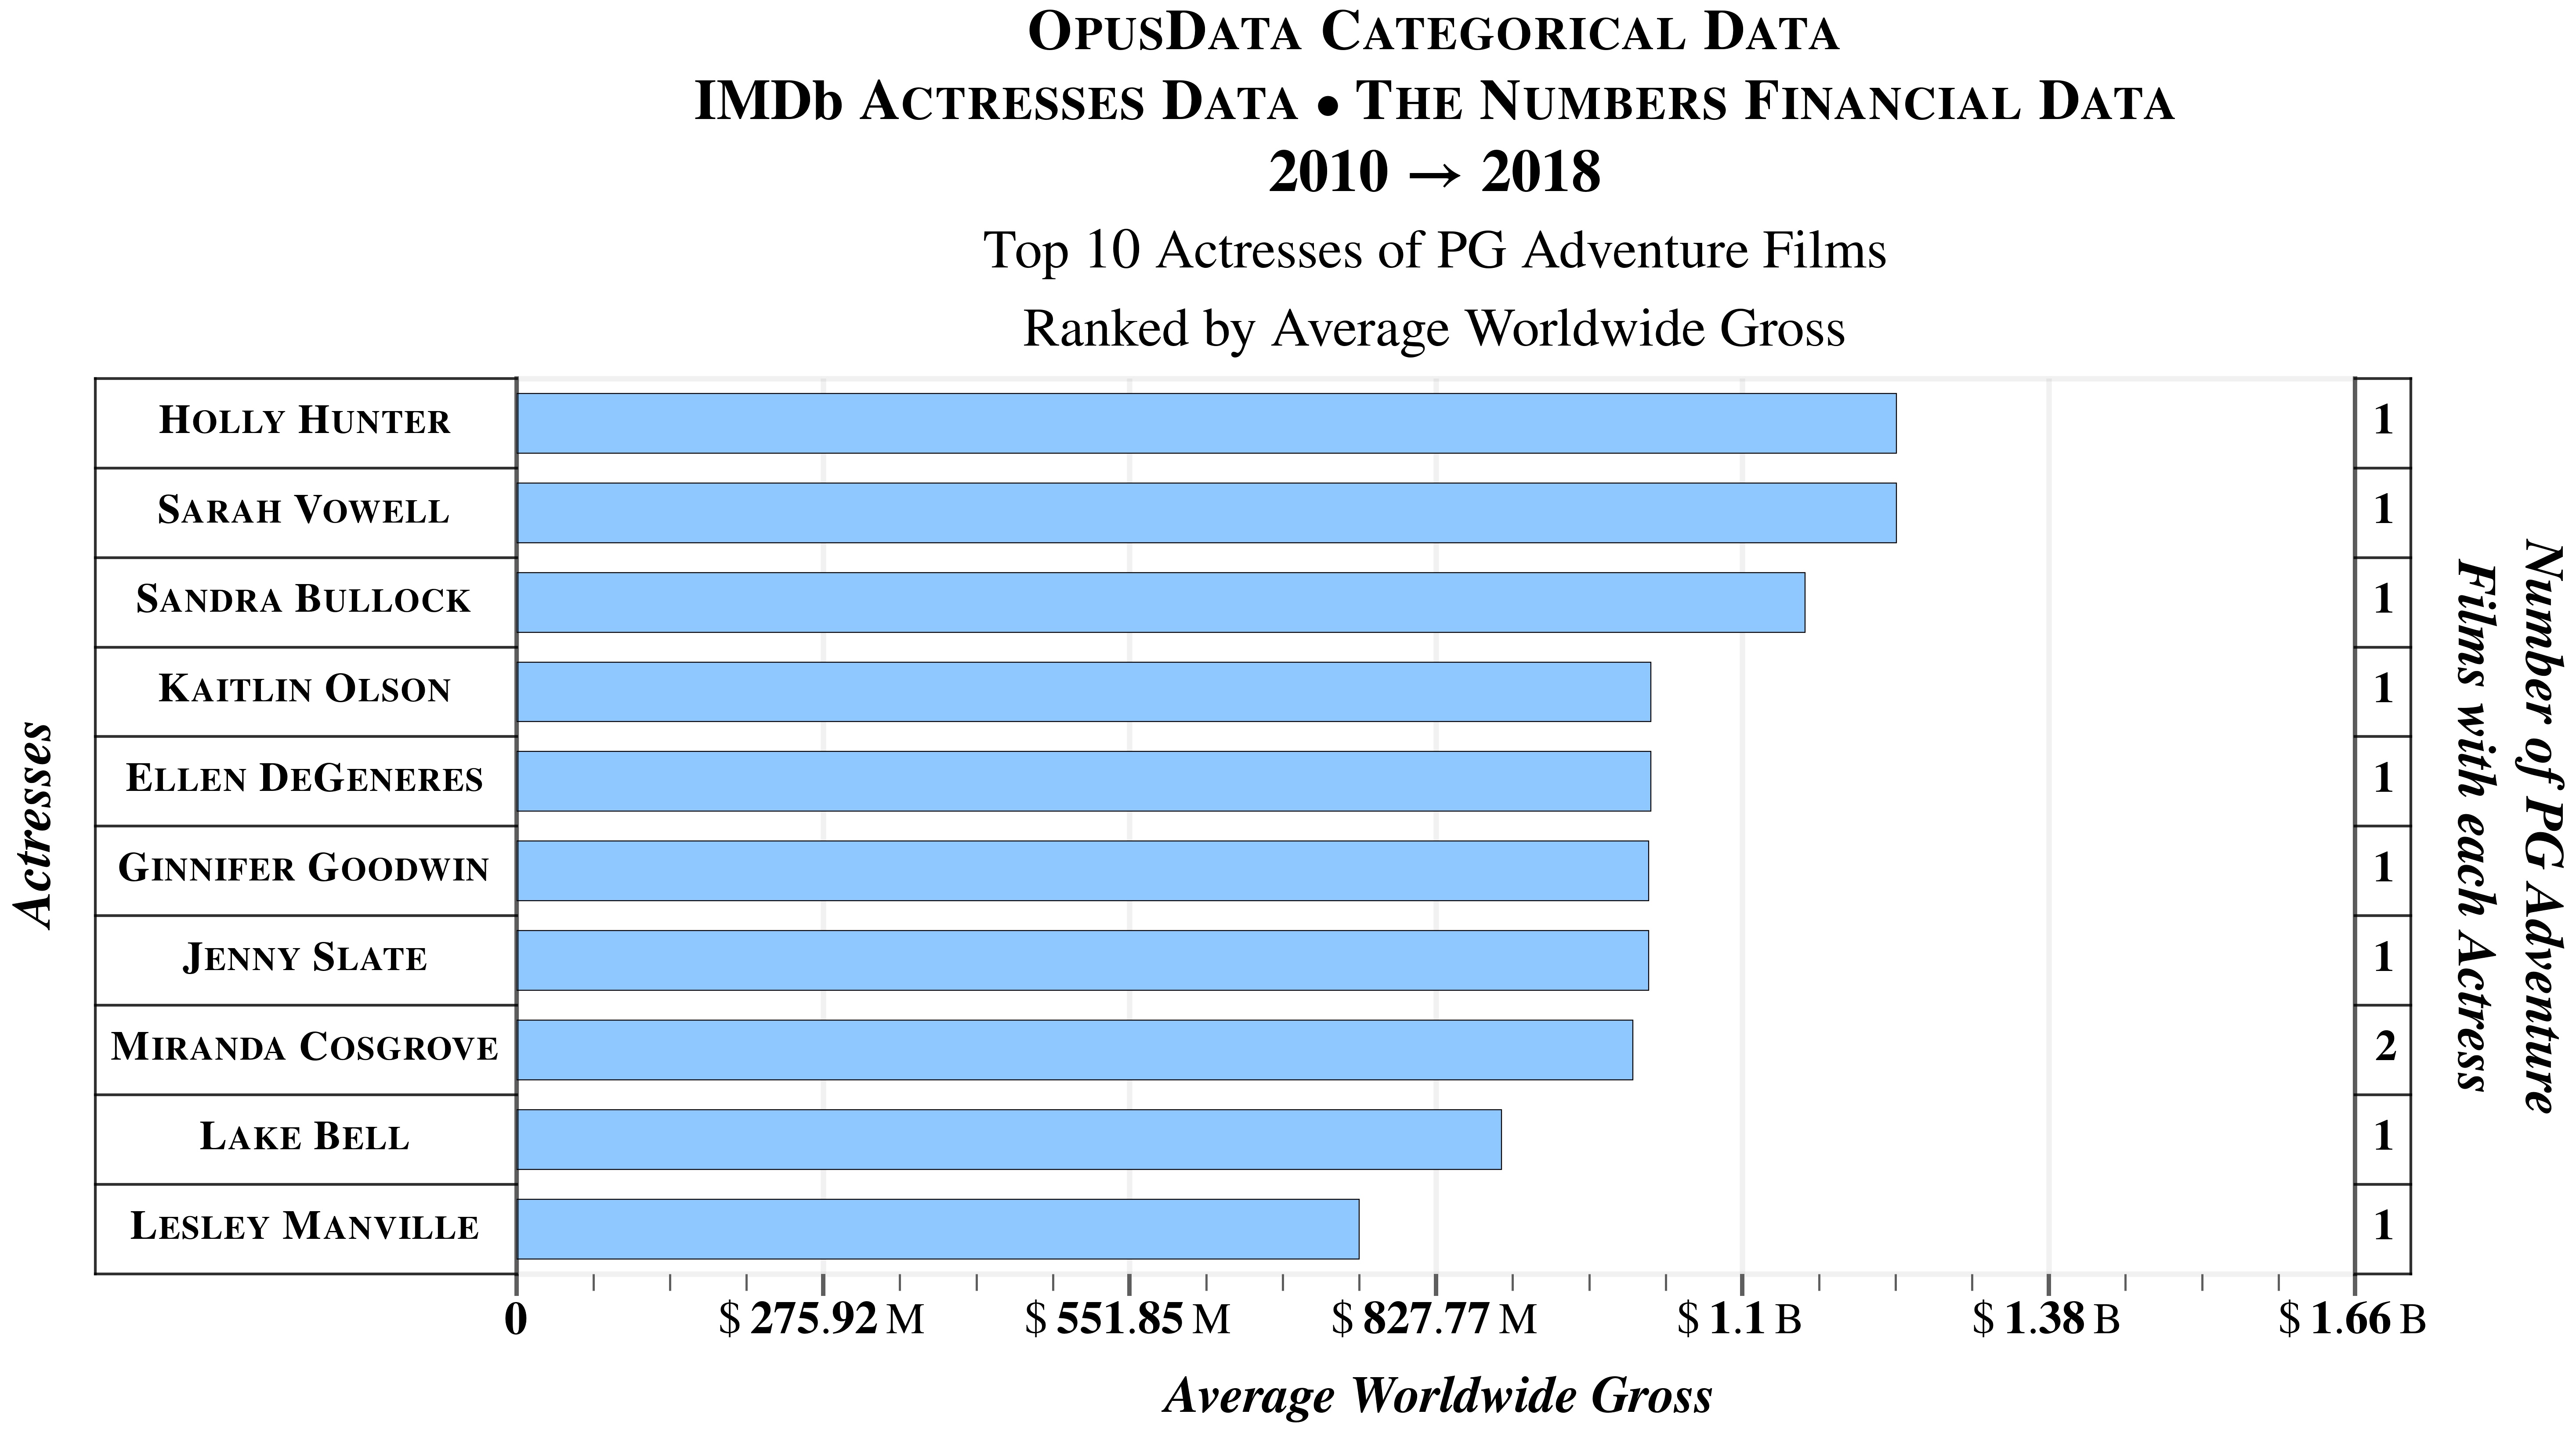 OpusData Categorical Data
IMDb Actresses Data • The Numbers Financial Data
2010 → 2018
Top 10 Actresses of PG Adventure Films
Ranked by Average Worldwide Gross
Actresses
Holly Hunter 1
Sarah Vowell 1
Sandra Bullock 1
Kaitlin Olson 1
Ellen DeGeneres 1
Ginnifer Goodwin 1
Jenny Slate 1
Miranda Cosgrove 2
Lake Bell 1
Lesley Manville 1
Number of PG Adventure
Films with each Actress
0 $ 275.92 M $ 551.85 M $ 827.77 M $ 1.1 B $ 1.38 B $ 1.66 B
Average Worldwide Gross